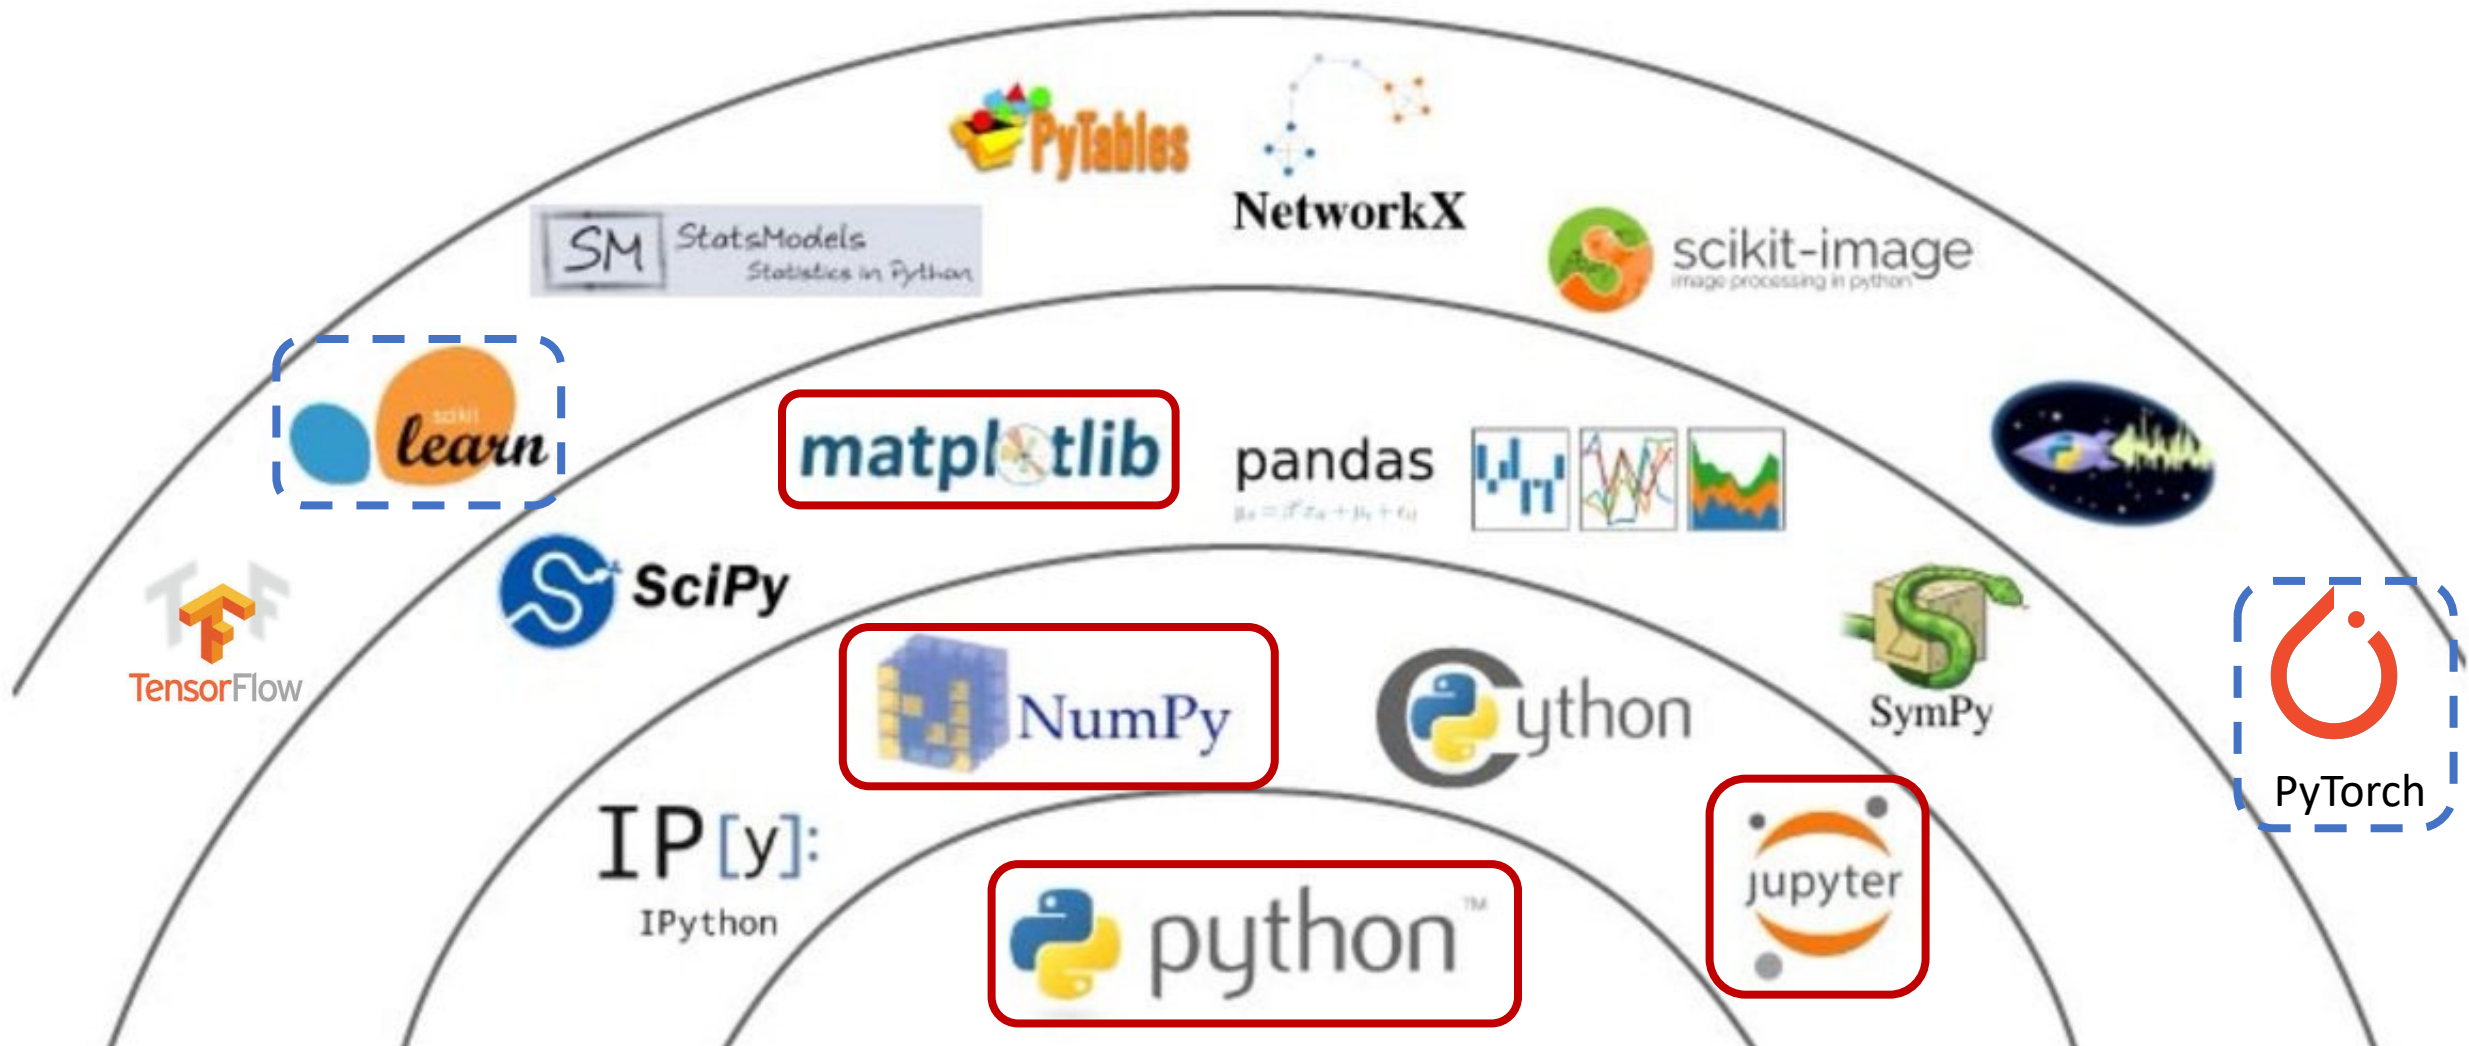 PyTables
NetworkX
SM StatsModels
Statistics in Python
scikit-image
image processing in python
scikit
learn
matplotlib
pandas
TF
TensorFlow
SciPy
NumPy
Cython
SymPy
PyTorch
IP[y]:
IPython
python™
jupyter